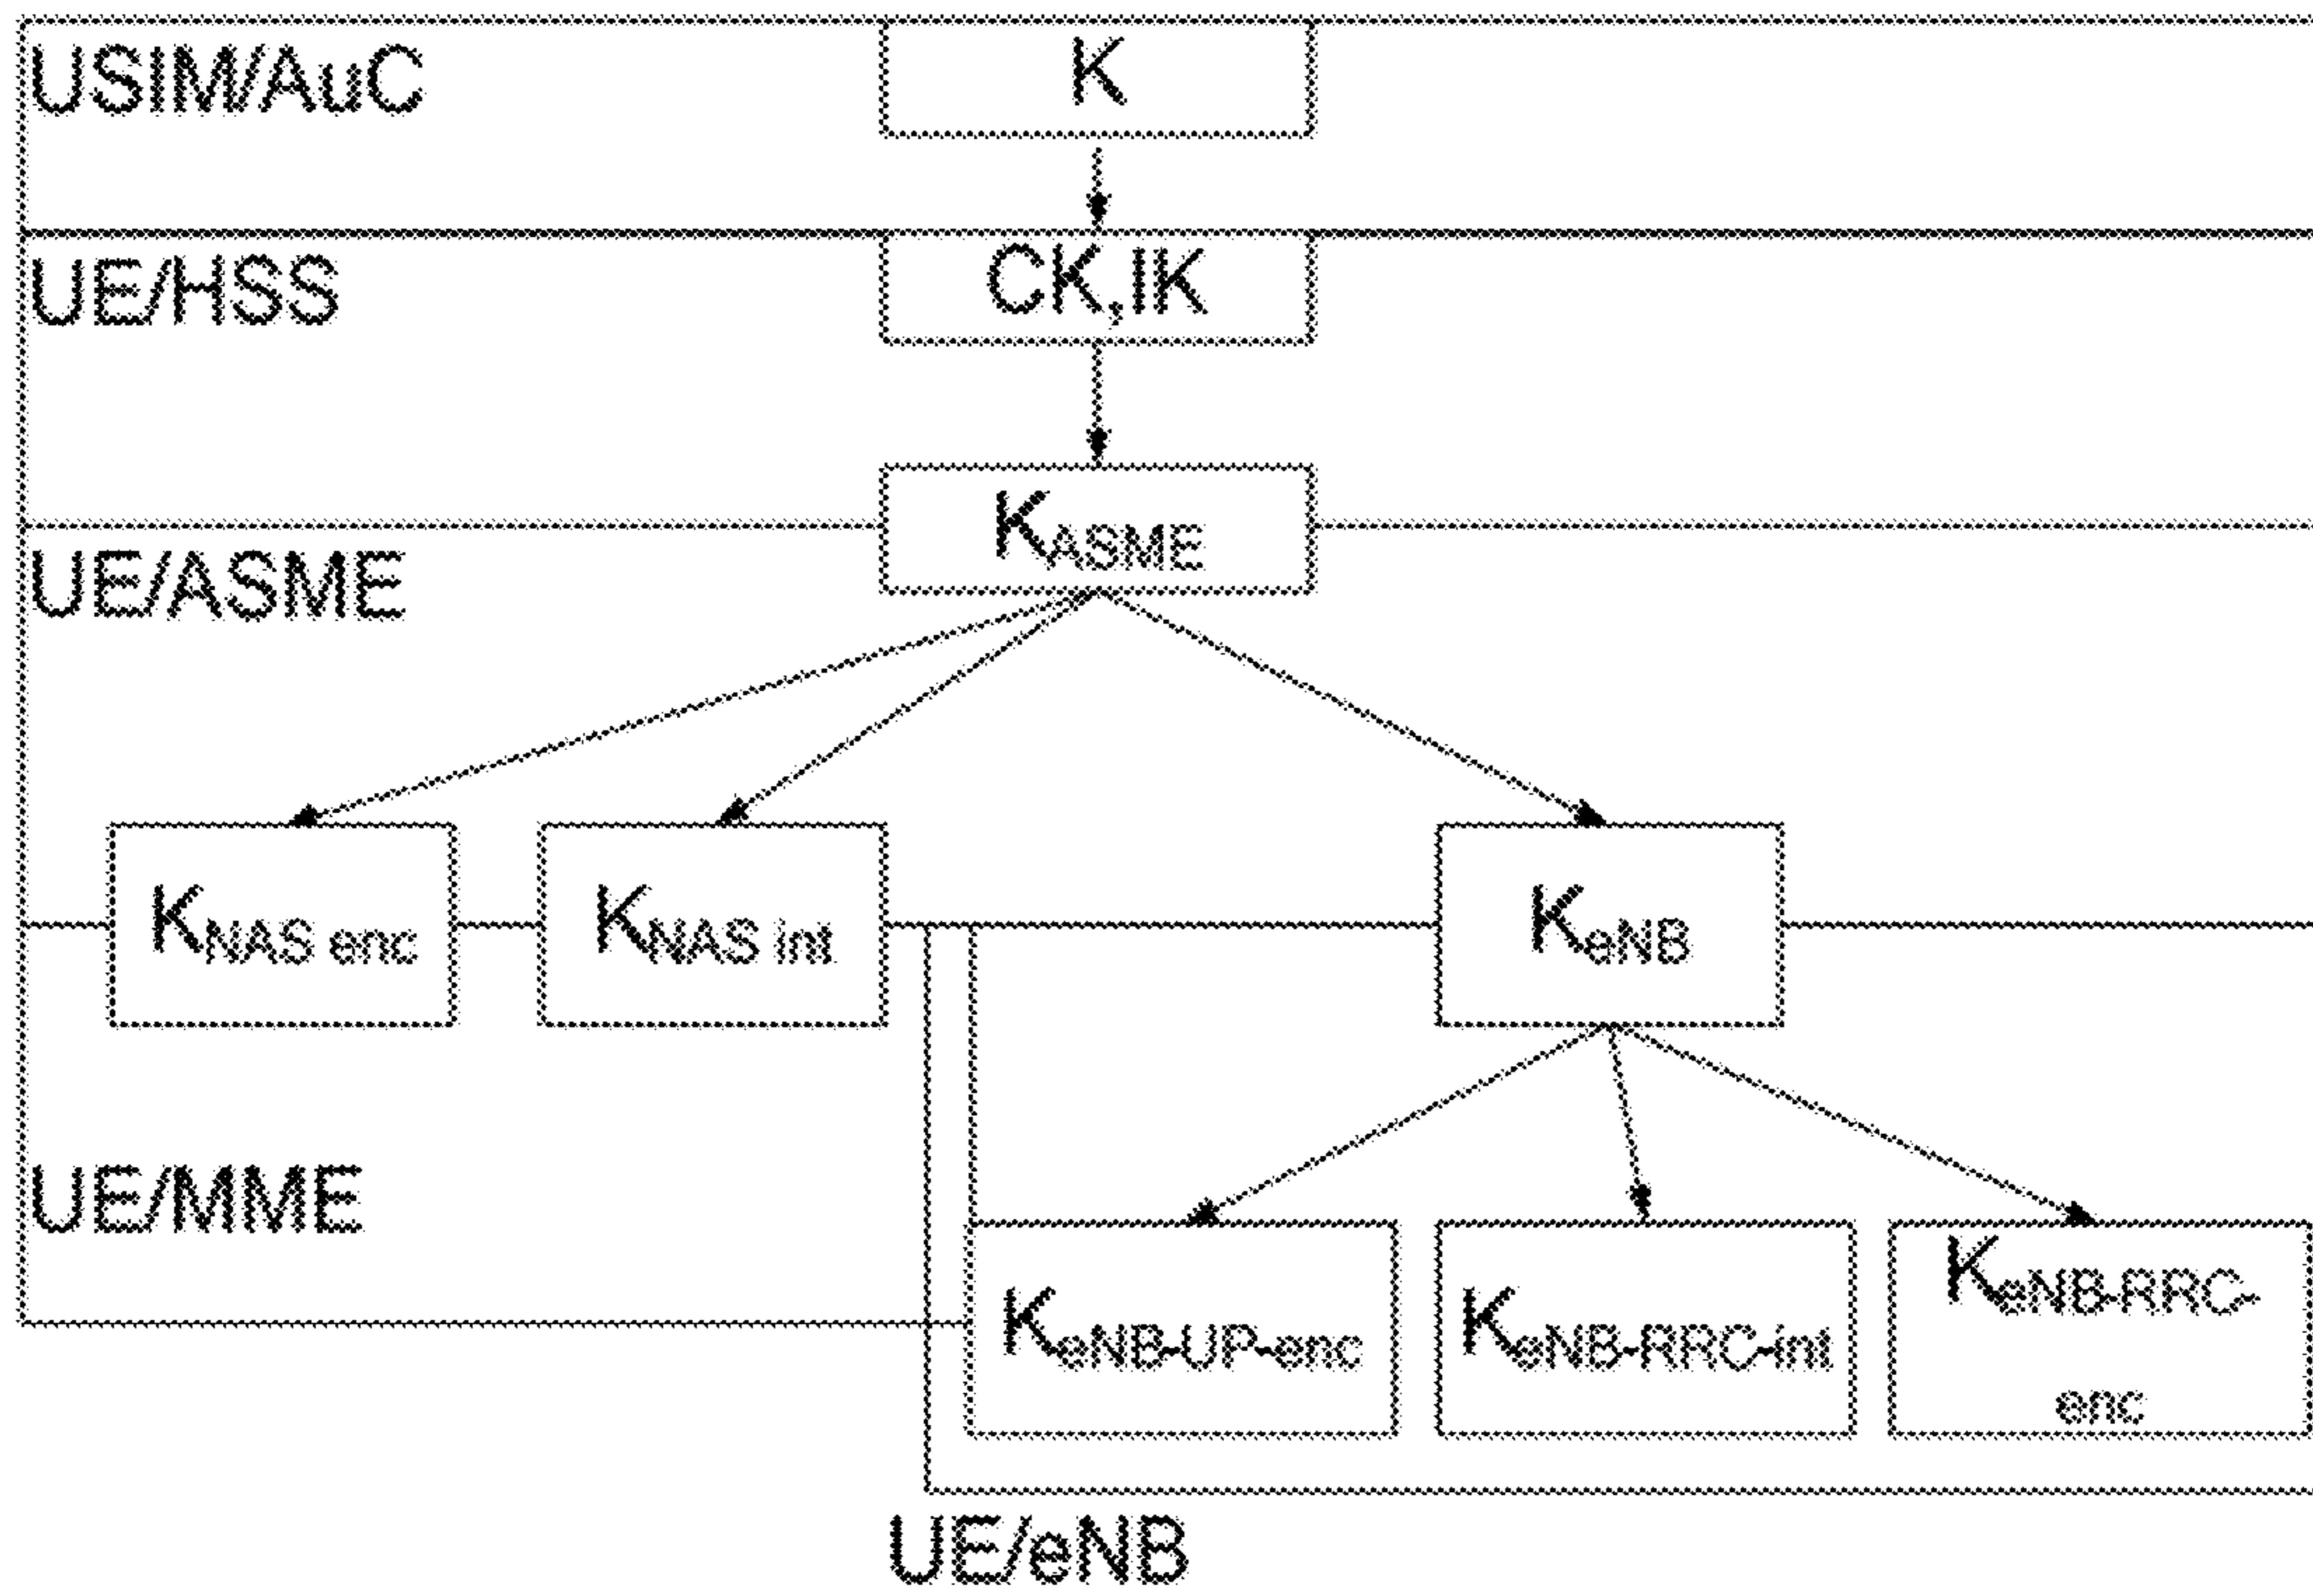 USIM/AuC
K
UE/HSS
CK,IK
KASME
UE/ASME
KNAS enc
KNAS int
KeNB
UE/MME
KeNB-UP-enc
KeNB-RRC-int
KeNB-RRC-
enc
UE/eNB